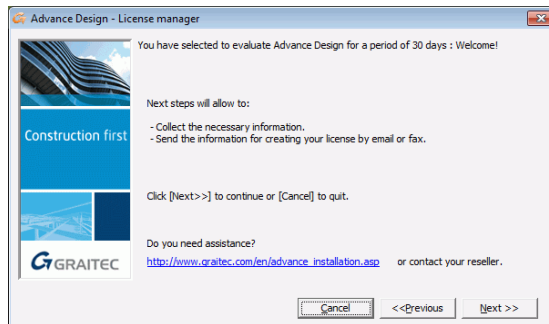 Advance Design - License manager
You have selected to evaluate Advance Design for a period of 30 days : Welcome!
Next steps will allow to:
- Collect the necessary information.
- Send the information for creating your license by email or fax.
Construction first
Click [Next>>] to continue or [Cancel] to quit.
Do you need assistance?
http://www.graitec.com/en/advance_installation.asp or contact your reseller.
GRAITEC
Cancel <<Previous Next >>